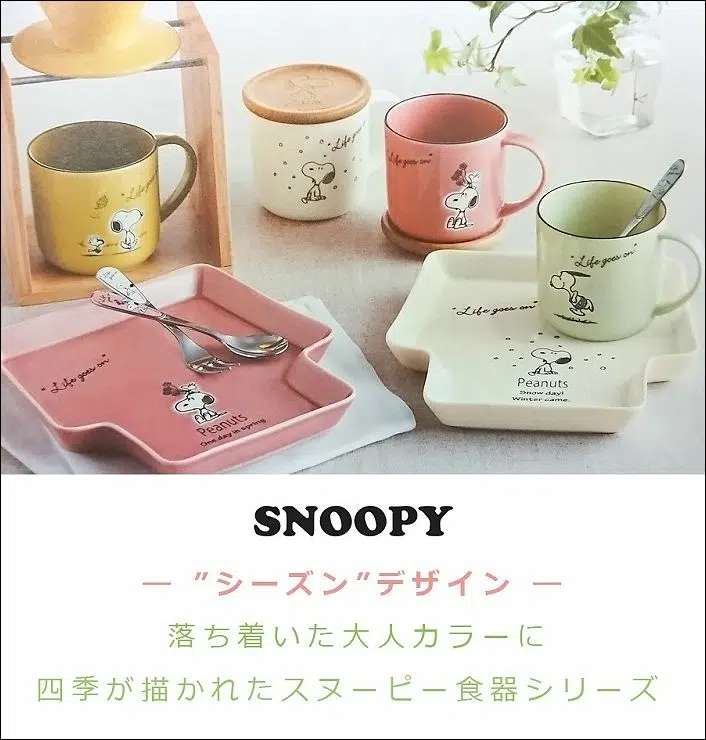 "Life goes on"
"Life goes on"
"Life goes on"
"Life goes on"
"Life goes on"
"Life goes on"
Peanuts
One day in spring
Peanuts
Snow day!
Winter came.
SNOOPY
— ”シーズン”デザイン —
落ち着いた大人カラーに
四季が描かれたスヌーピー食器シリーズ